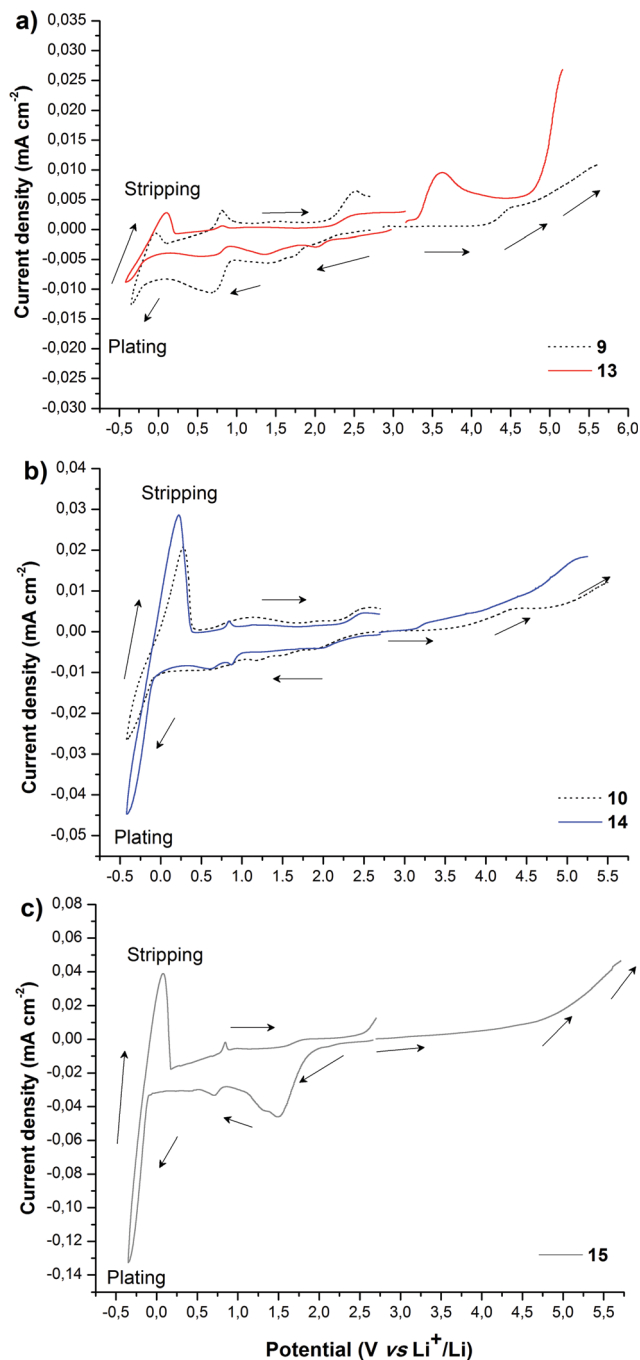 a)
0,035
0,030
0,025
0,020
0,015
0,010
0,005
0,000
-0,005
-0,010
-0,015
-0,020
-0,025
-0,030
Current density (mA cm⁻²)
Stripping
Plating
9
13
-0,5 0,0 0,5 1,0 1,5 2,0 2,5 3,0 3,5 4,0 4,5 5,0 5,5 6,0
b)
0,04
0,03
0,02
0,01
0,00
-0,01
-0,02
-0,03
-0,04
-0,05
Current density (mA cm⁻²)
Stripping
Plating
10
14
-0.5 0.0 0.5 1.0 1.5 2.0 2.5 3.0 3.5 4.0 4.5 5.0 5.5
c)
0,08
0,06
0,04
0,02
0,00
-0,02
-0,04
-0,06
-0,08
-0,10
-0,12
-0,14
Current density (mA cm⁻²)
Stripping
Plating
15
-0,5 0,0 0,5 1,0 1,5 2,0 2,5 3,0 3,5 4,0 4,5 5,0 5,5
Potential (V vs Li⁺/Li)